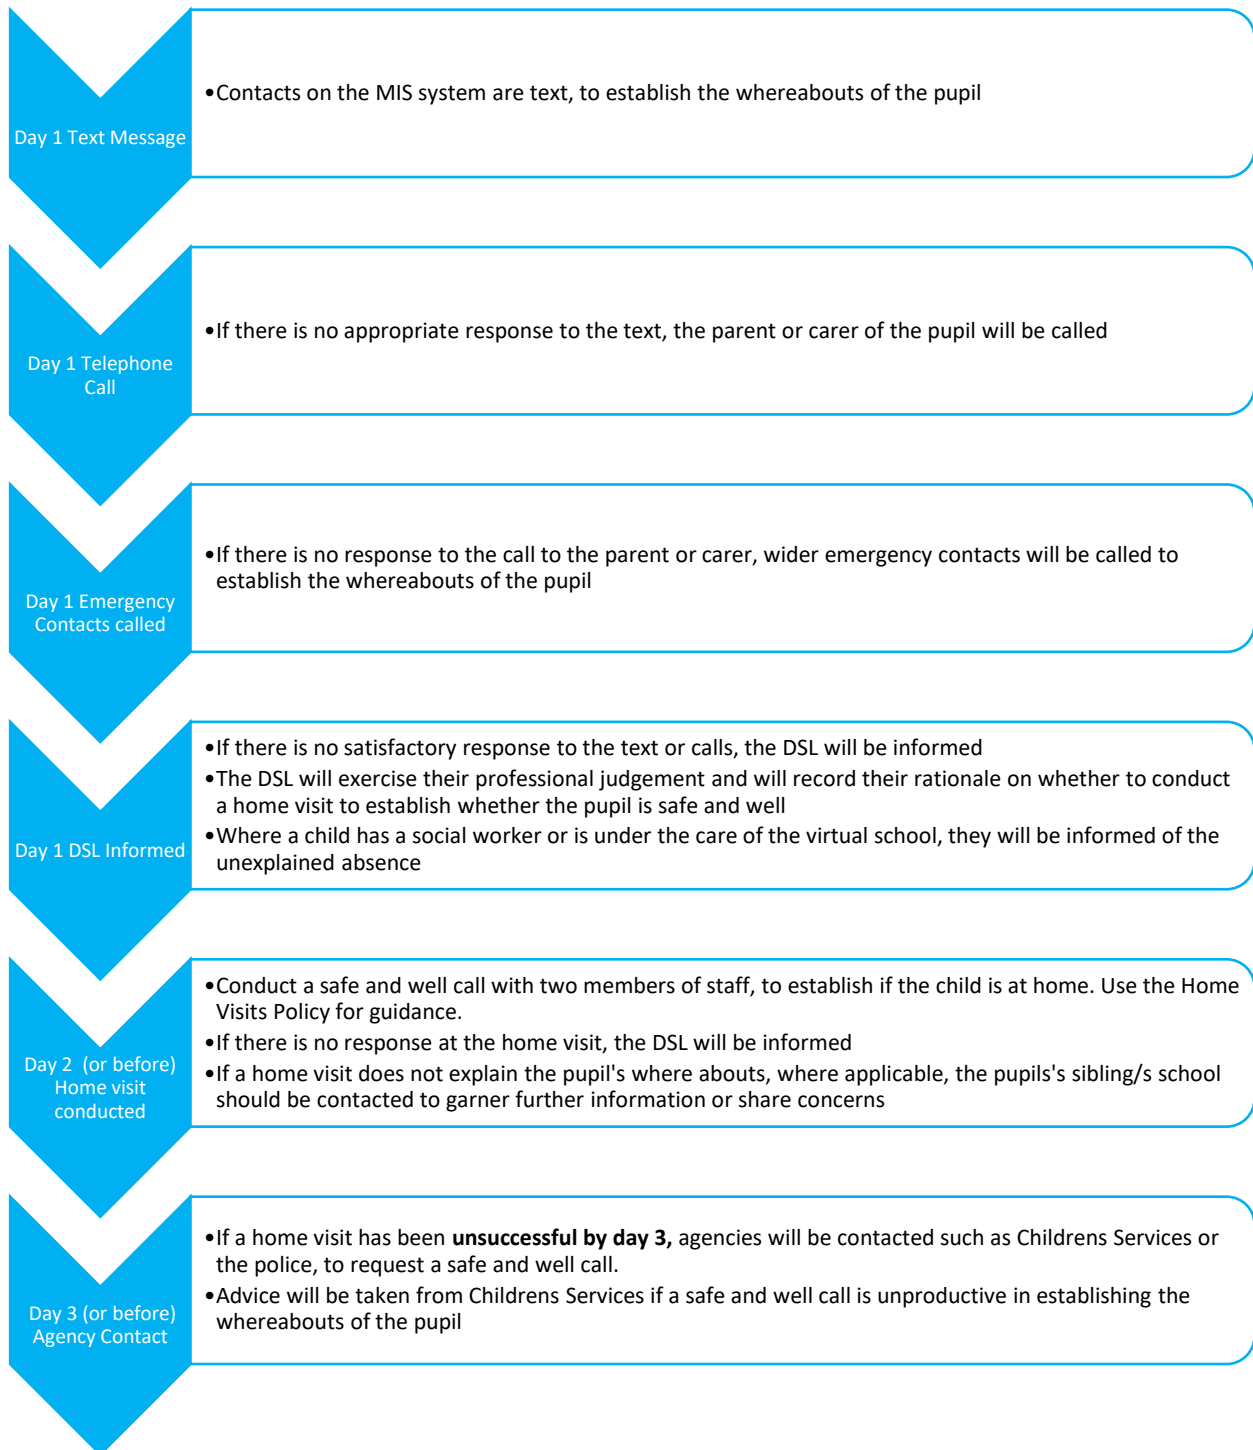 Day 1 Text Message
•Contacts on the MIS system are text, to establish the whereabouts of the pupil
Day 1 Telephone
Call
•If there is no appropriate response to the text, the parent or carer of the pupil will be called
Day 1 Emergency
Contacts called
•If there is no response to the call to the parent or carer, wider emergency contacts will be called to
establish the whereabouts of the pupil
Day 1 DSL Informed
•If there is no satisfactory response to the text or calls, the DSL will be informed
•The DSL will exercise their professional judgement and will record their rationale on whether to conduct
a home visit to establish whether the pupil is safe and well
•Where a child has a social worker or is under the care of the virtual school, they will be informed of the
unexplained absence
Day 2 (or before)
Home visit
conducted
•Conduct a safe and well call with two members of staff, to establish if the child is at home. Use the Home
Visits Policy for guidance.
•If there is no response at the home visit, the DSL will be informed
•If a home visit does not explain the pupil's where abouts, where applicable, the pupils's sibling/s school
should be contacted to garner further information or share concerns
Day 3 (or before)
Agency Contact
•If a home visit has been unsuccessful by day 3, agencies will be contacted such as Childrens Services or
the police, to request a safe and well call.
•Advice will be taken from Childrens Services if a safe and well call is unproductive in establishing the
whereabouts of the pupil